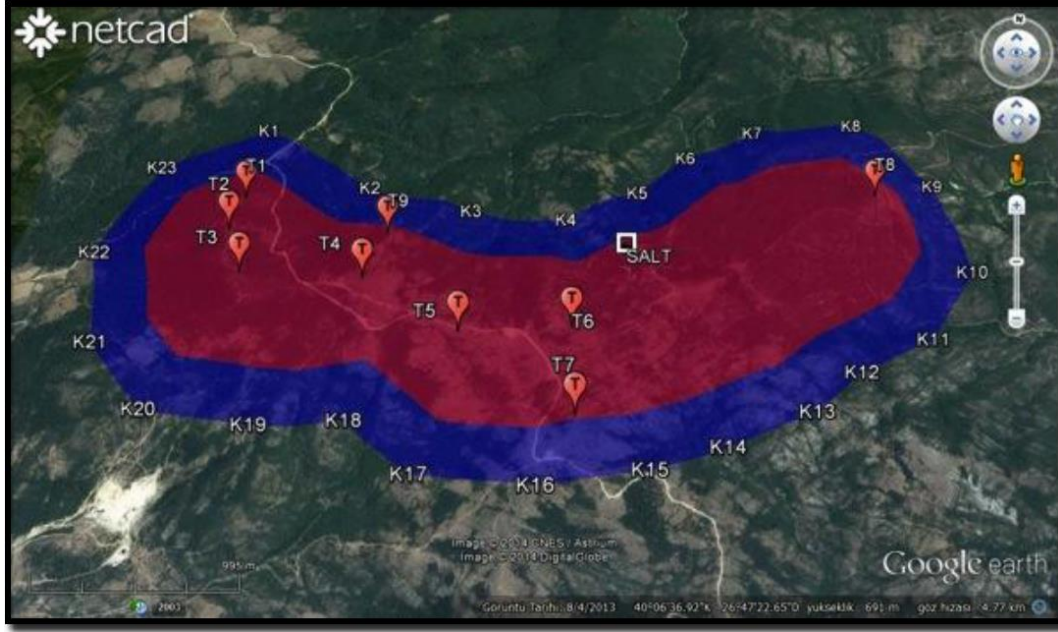 netcad
K1
K8
K7
K23
T1
K6
T8
T2
K2
K9
T9
K5
K3
K4
T3
T4
K22
SALT
K10
T5
T6
K21
K11
T7
K12
K20
K13
K18
K19
K14
K17
K15
K16
Image © 2014 CNES / Astrium
Image © 2014 DigitalGlobe
Google earth
995 m
2003
Görüntü Tarihi: 8/4/2013 40°06'36.92"K 26°47'22.65"D yükseklik 691 m göz hizası 4.77 km